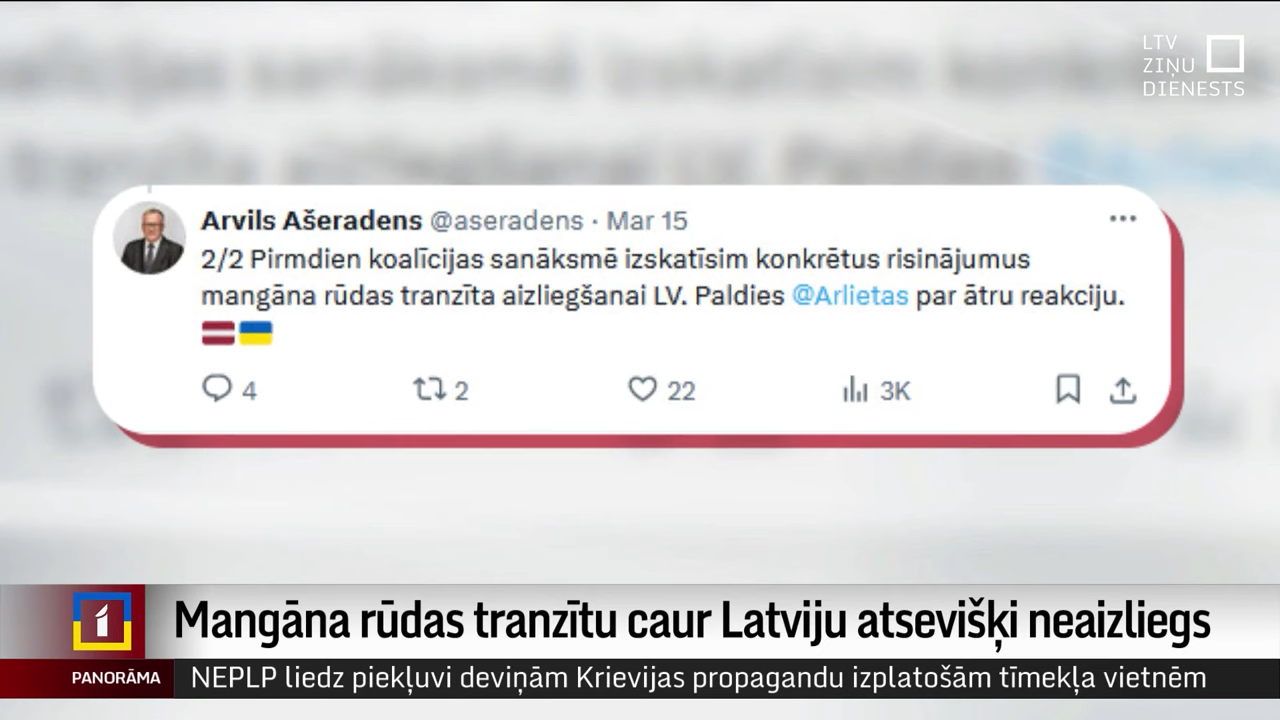 LTV
ZIŅU
DIENESTS
Arvils Ašeradens @aseradens · Mar 15
2/2 Pirmdien koalīcijas sanāksmē izskatīsim konkrētus risinājumus
mangāna rūdas tranzīta aizliegšanai LV. Paldies @Arlietas par ātru reakciju.
4 2 22 3K
1 Mangāna rūdas tranzītu caur Latviju atsevišķi neaizliegs
PANORĀMA NEPLP liedz piekļuvi deviņām Krievijas propagandu izplatošām tīmekļa vietnēm